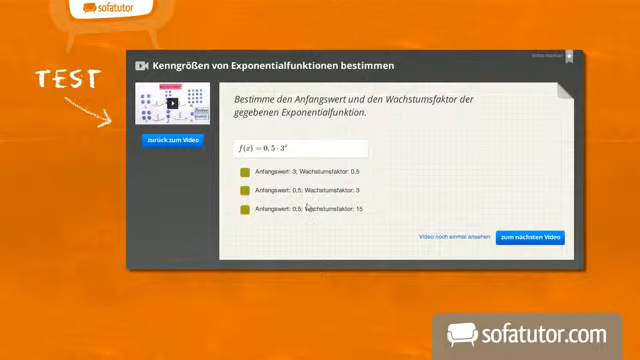 sofatutor
TEST
Kenngrößen von Exponentialfunktionen bestimmen
zurück zum Video
Bestimme den Anfangswert und den Wachstumsfaktor der
gegebenen Exponentialfunktion.
f(x) = 0,5 · 3ˣ
Anfangswert: 3; Wachstumsfaktor: 0,5
Anfangswert: 0,5; Wachstumsfaktor: 3
Anfangswert: 0,5; Wachstumsfaktor: 15
Video noch einmal ansehen
zum nächsten Video
sofatutor.com